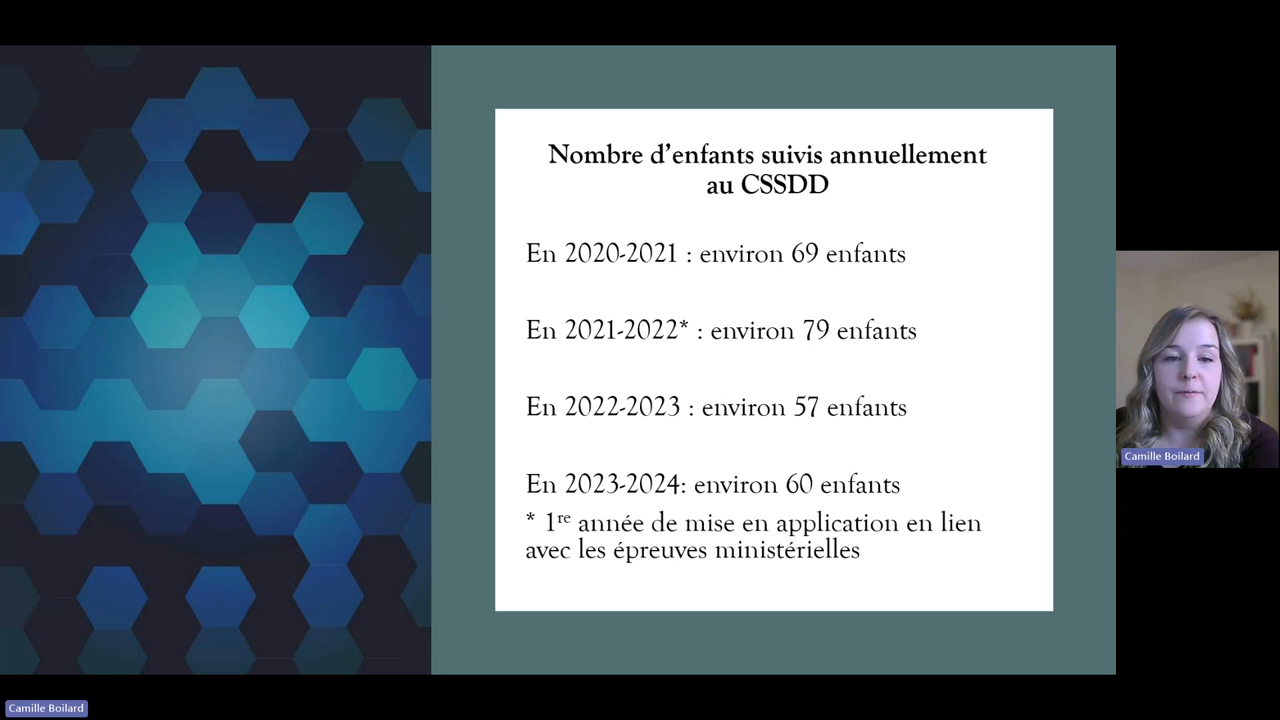 Nombre d'enfants suivis annuellement
au CSSDD
En 2020-2021 : environ 69 enfants
En 2021-2022* : environ 79 enfants
En 2022-2023 : environ 57 enfants
En 2023-2024: environ 60 enfants
* 1re année de mise en application en lien
avec les épreuves ministérielles
Camille Boilard
Camille Boilard